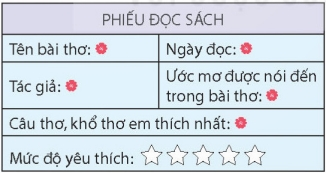 PHIẾU ĐỌC SÁCH
Tên bài thơ:
Ngày đọc:
Tác giả:
Ước mơ được nói đến
trong bài thơ:
Câu thơ, khổ thơ em thích nhất:
Mức độ yêu thích: